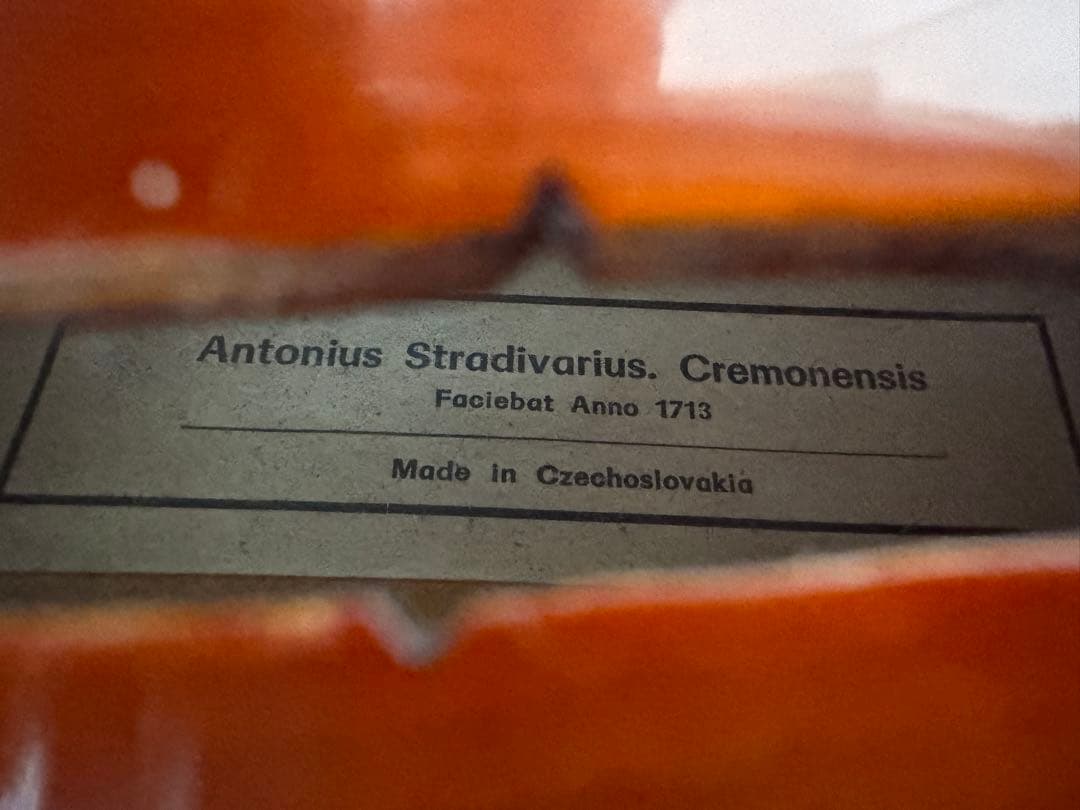 Antonius Stradivarius. Cremonensis
Faciebat Anno 1713
Made in Czechoslovakia